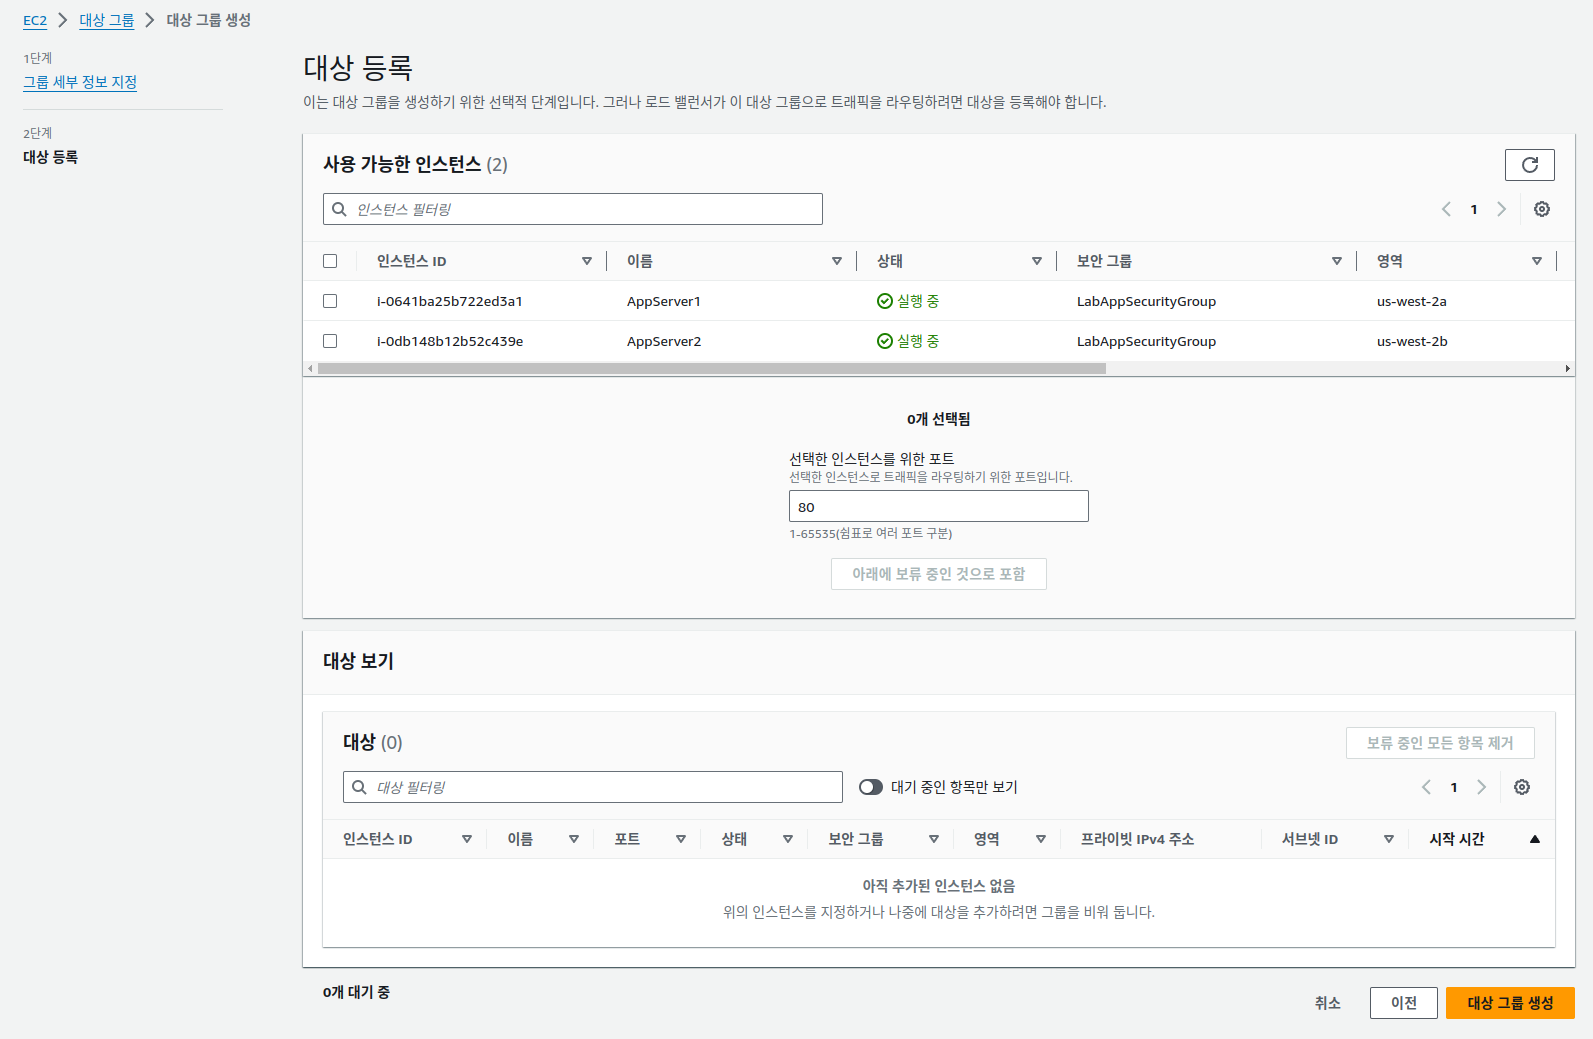 EC2 > 대상 그룹 > 대상 그룹 생성
1단계
그룹 세부 정보 지정
2단계
대상 등록
대상 등록
이는 대상 그룹을 생성하기 위한 선택적 단계입니다. 그러나 로드 밸런서가 이 대상 그룹으로 트래픽을 라우팅하려면 대상을 등록해야 합니다.
사용 가능한 인스턴스 (2)
인스턴스 필터링
1
인스턴스 ID 이름 상태 보안 그룹 영역
i-0641ba25b722ed3a1 AppServer1 실행 중 LabAppSecurityGroup us-west-2a
i-0db148b12b52c439e AppServer2 실행 중 LabAppSecurityGroup us-west-2b
0개 선택됨
선택한 인스턴스를 위한 포트
선택한 인스턴스로 트래픽을 라우팅하기 위한 포트입니다.
80
1-65535(쉼표로 여러 포트 구분)
아래에 보류 중인 것으로 포함
대상 보기
대상 (0)
보류 중인 모든 항목 제거
대상 필터링
대기 중인 항목만 보기
1
인스턴스 ID 이름 포트 상태 보안 그룹 영역 프라이빗 IPv4 주소 서브넷 ID 시작 시간
아직 추가된 인스턴스 없음
위의 인스턴스를 지정하거나 나중에 대상을 추가하려면 그룹을 비워 둡니다.
0개 대기 중
취소
이전
대상 그룹 생성